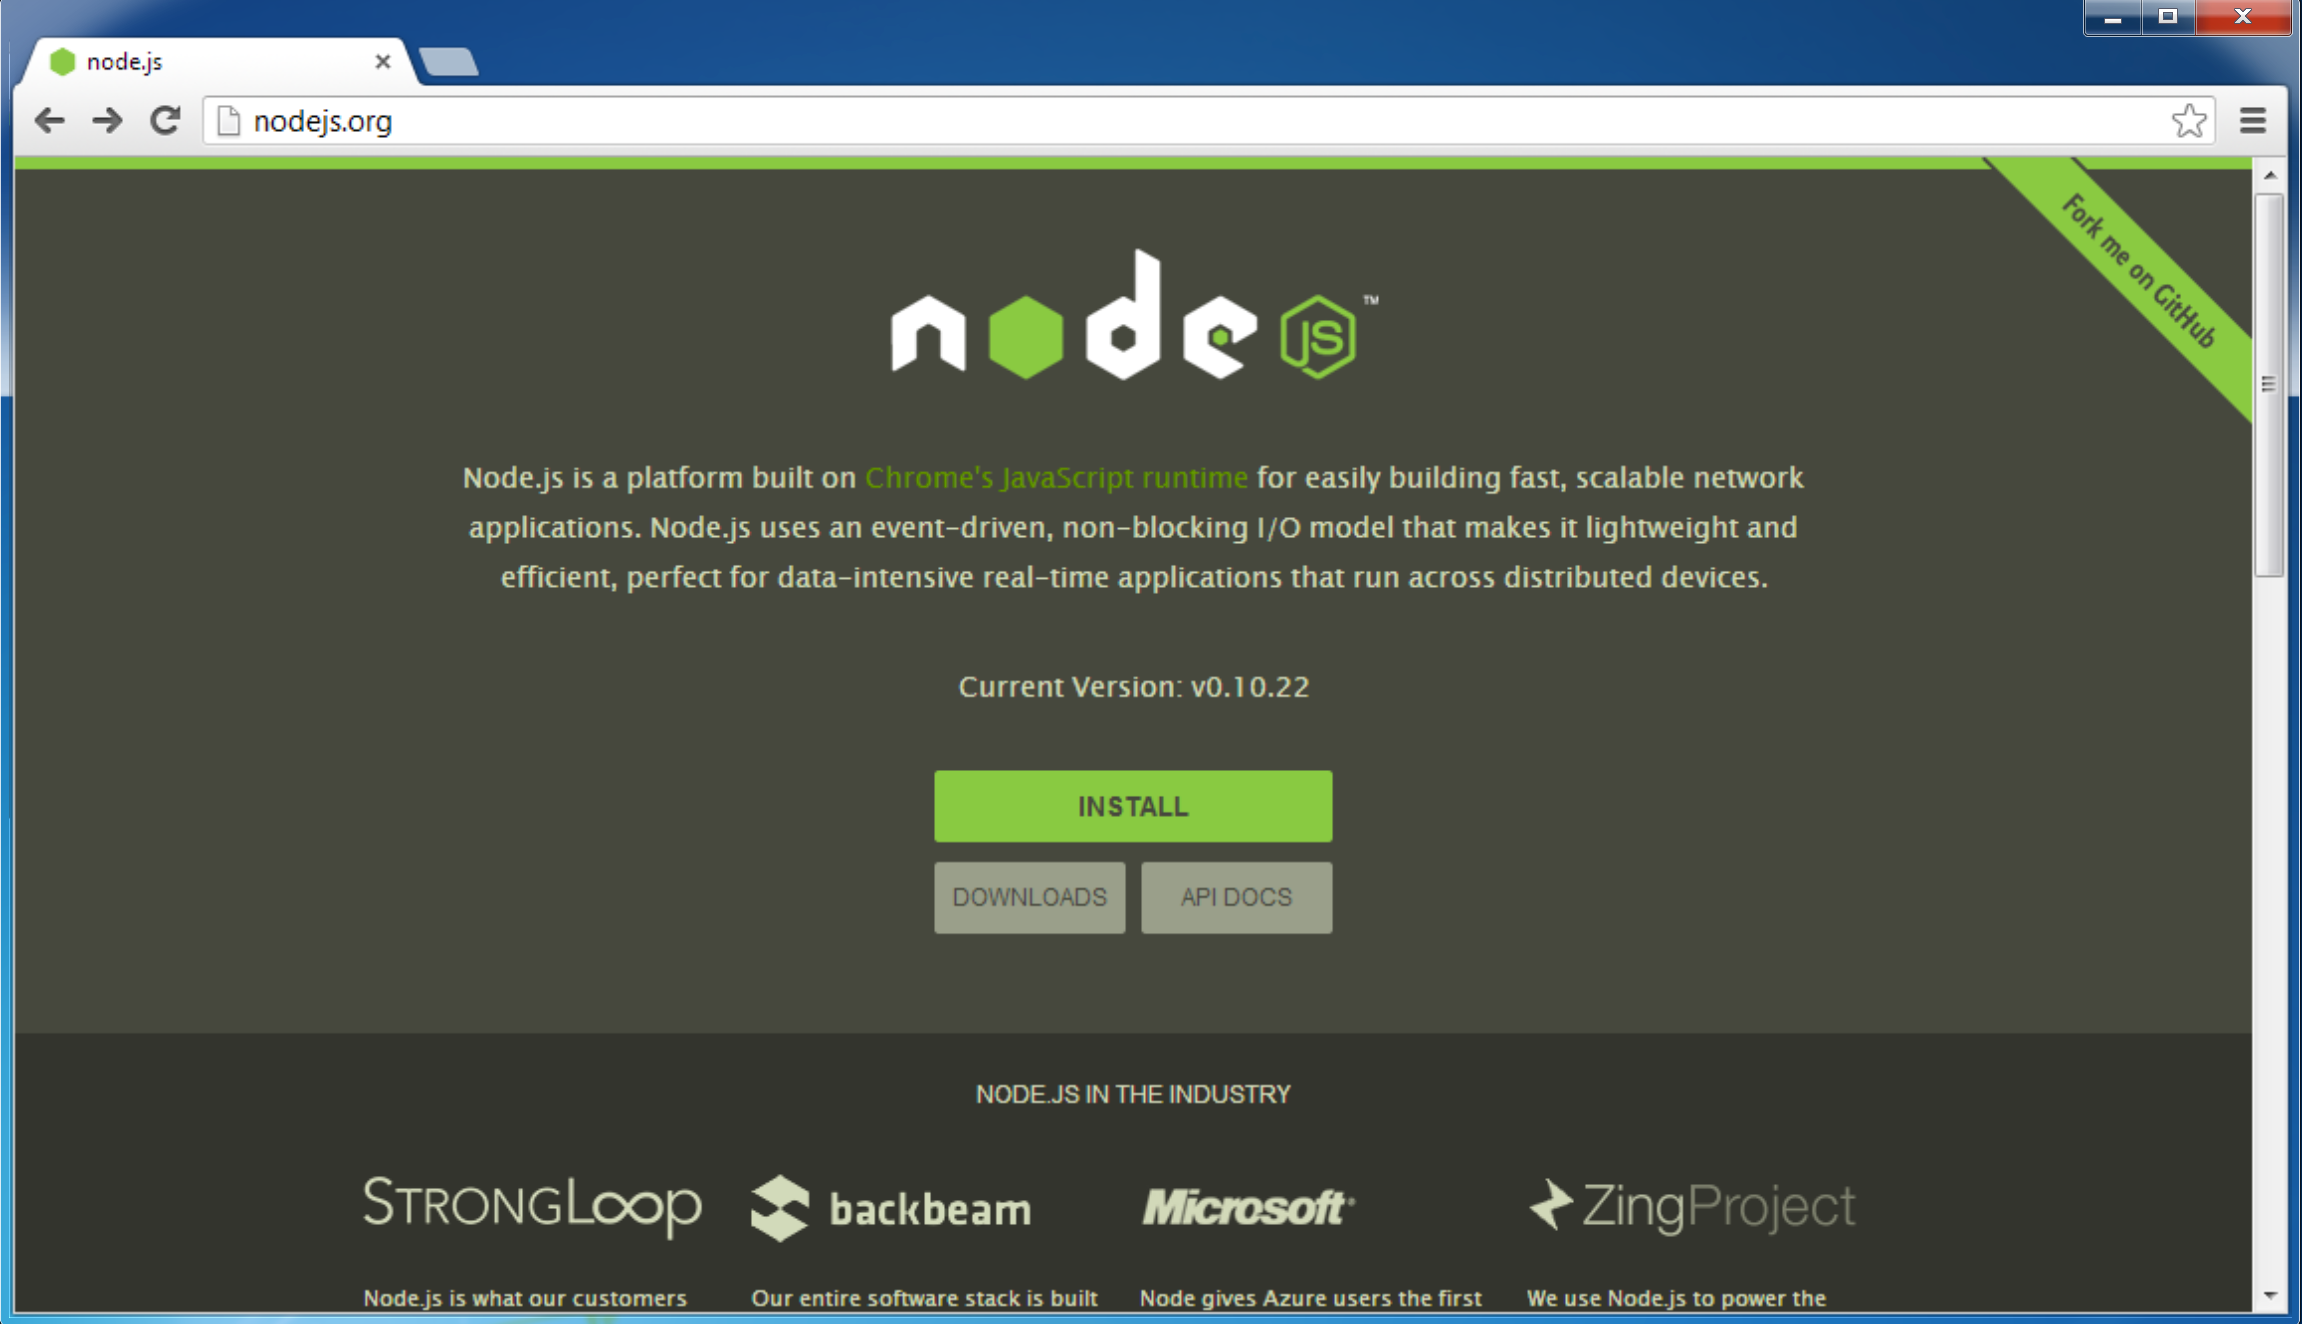 node.js
nodejs.org
Fork me on GitHub
node JS ™
Node.js is a platform built on Chrome's JavaScript runtime for easily building fast, scalable network
applications. Node.js uses an event-driven, non-blocking I/O model that makes it lightweight and
efficient, perfect for data-intensive real-time applications that run across distributed devices.
Current Version: v0.10.22
INSTALL
DOWNLOADS API DOCS
NODE.JS IN THE INDUSTRY
STRONGLOOP backbeam Microsoft® ZingProject
Node.js is what our customers Our entire software stack is built Node gives Azure users the first We use Node.js to power the